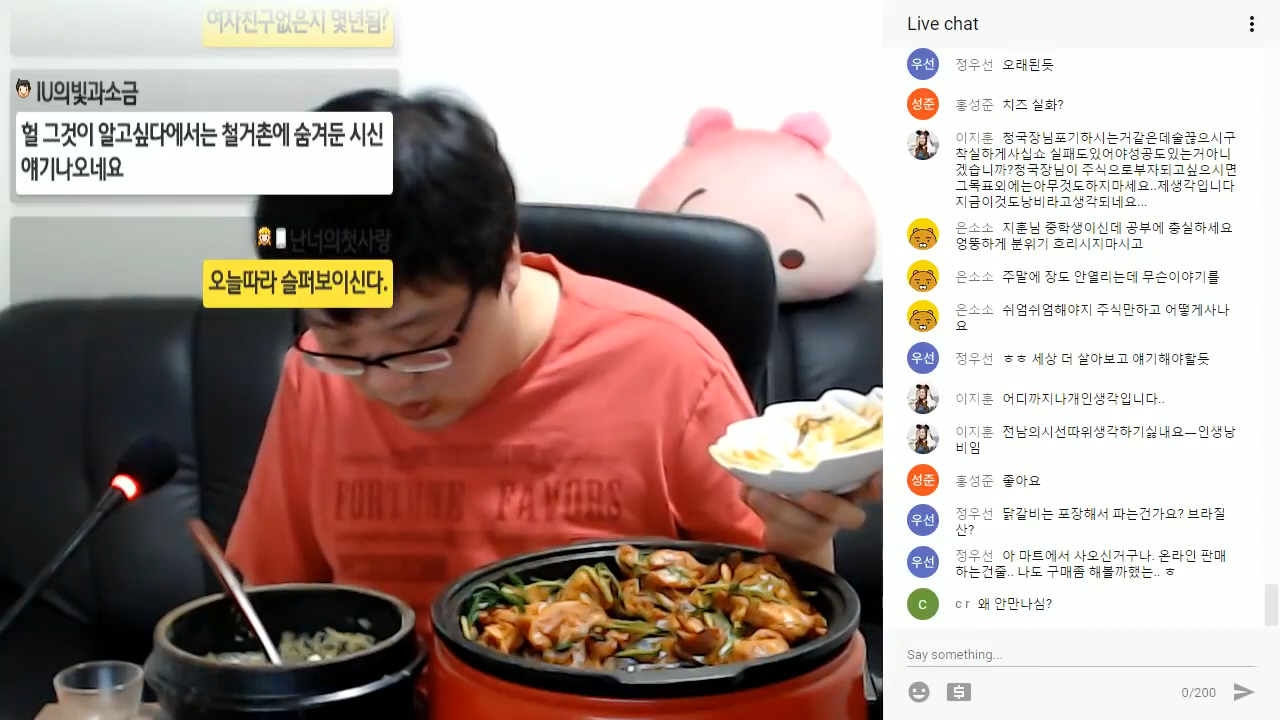 여자친구없은지 몇년됨?
IU의빛과소금
헐 그것이 알고싶다에서는 철거촌에 숨겨둔 시신
얘기나오네요
난너의첫사랑
오늘따라 슬퍼보이신다.
FORTUNE FAVORS
Live chat
우선 정우선 오래된듯
성준 홍성준 치즈 실화?
이지훈 청국장님포기하시는거같은데술끊으시구
착실하게사십쇼 실패도있어야성공도있는거아니
겠습니까?청국장님이 주식으로부자되고싶으시면
그목표외에는아무것도하지마세요..제생각입니다
지금이것도낭비라고생각되네요...
은소소 지훈님 중학생이신데 공부에 충실하세요
엉뚱하게 분위기 흐리시지마시고
은소소 주말에 장도 안열리는데 무슨이야기를
은소소 쉬엄쉬엄해야지 주식만하고 어떻게사나
요
우선 정우선 ㅎㅎ 세상 더 살아보고 얘기해야할듯
이지훈 어디까지나개인생각입니다..
이지훈 전남의시선따위생각하기싫내요ㅡ인생낭
비임
성준 홍성준 좋아요
우선 정우선 닭갈비는 포장해서 파는건가요? 브라질
산?
우선 정우선 아 마트에서 사오신거구나. 온라인 판매
하는건줄.. 나도 구매좀 해볼까했는.. ㅎ
C c r 왜 안만나심?
Say something...
0/200